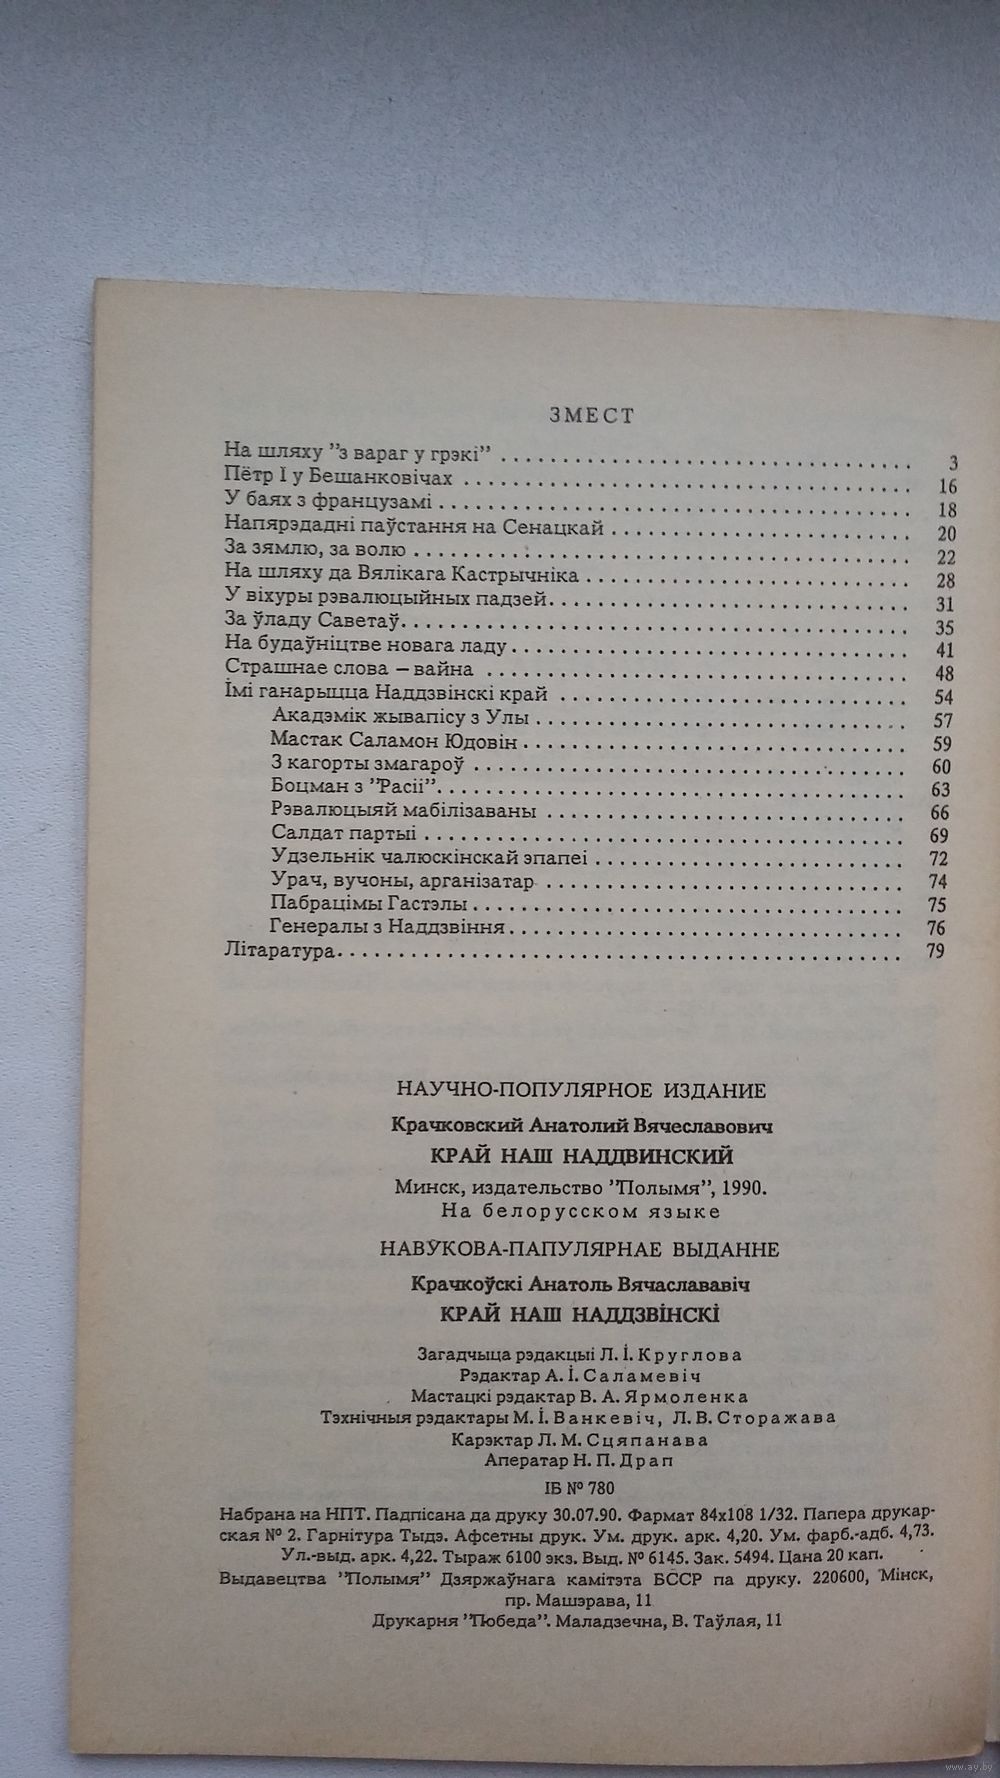 ЗМЕСТ
На шляху "з вараг у грэкі" 3
Пётр І у Бешанковічах 16
У баях з французамі 18
Напярэдадні паўстання на Сенацкай 20
За зямлю, за волю 22
На шляху да Вялікага Кастрычніка 28
У віхуры рэвалюцыйных падзей 31
За ўладу Саветаў 35
На будаўніцтве новага ладу 41
Страшнае слова – вайна 48
Імі ганарыцца Наддзвінскі край 54
Акадэмік жывапісу з Улы 57
Мастак Саламон Юдовін 59
З кагорты змагароў 60
Боцман з "Расіі" 63
Рэвалюцыяй мабілізаваны 66
Салдат партыі 69
Удзельнік чалюскінскай эпапеі 72
Урач, вучоны, арганізатар 74
Пабрацімы Гастэлы 75
Генералы з Наддзвіння 76
Літаратура 79
НАУЧНО-ПОПУЛЯРНОЕ ИЗДАНИЕ
Крачковский Анатолий Вячеславович
КРАЙ НАШ НАДДВИНСКИЙ
Минск, издательство "Полымя", 1990.
На белорусском языке
НАВУКОВА-ПАПУЛЯРНАЕ ВЫДАННЕ
Крачкоўскі Анатоль Вячаслававіч
КРАЙ НАШ НАДДЗВІНСКІ
Загадчыца рэдакцыі Л. І. Круглова
Рэдактар А. І. Саламевіч
Мастацкі рэдактар В. А. Ярмоленка
Тэхнічныя рэдактары М. І. Ванкевіч, Л. В. Сторажава
Карэктар Л. М. Сцяпанава
Аператар Н. П. Драп
ІБ № 780
Набрана на НПТ. Падпісана да друку 30.07.90. Фармат 84х108 1/32. Папера друкар-
ская № 2. Гарнітура Тыдэ. Афсетны друк. Ум. друк. арк. 4,20. Ум. фарб.-адб. 4,73.
Ул.-выд. арк. 4,22. Тыраж 6100 экз. Выд. № 6145. Зак. 5494. Цана 20 кап.
Выдавецтва "Полымя" Дзяржаўнага камітэта БССР па друку. 220600, Мінск,
пр. Машэрава, 11
Друкарня "Победа". Маладзечна, В. Таўлая, 11
www.ay.by